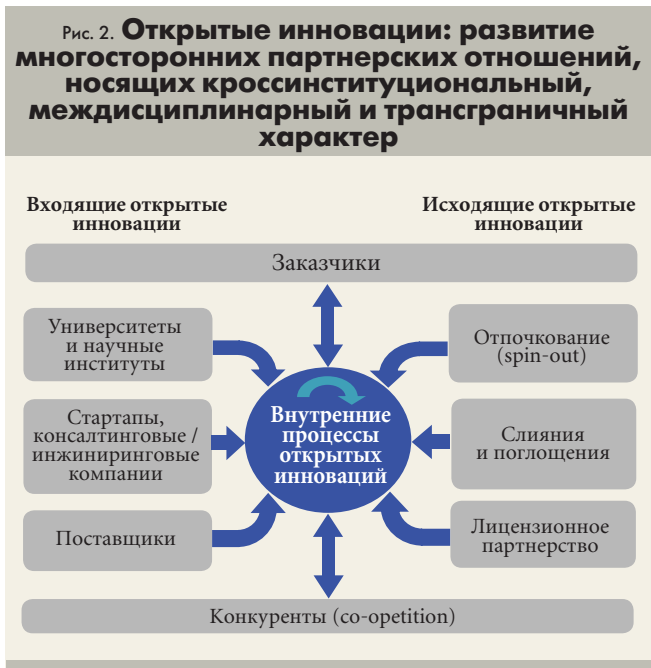 Рис. 2. Открытые инновации: развитие
многосторонних партнерских отношений,
носящих кроссинституциональный,
междисциплинарный и трансграничный
характер
Входящие открытые
инновации
Исходящие открытые
инновации
Заказчики
Университеты
и научные
институты
Стартапы,
консалтинговые /
инжиниринговые
компании
Поставщики
Внутренние
процессы
открытых
инноваций
Отпочкование
(spin-out)
Слияния
и поглощения
Лицензионное
партнерство
Конкуренты (co-opetition)